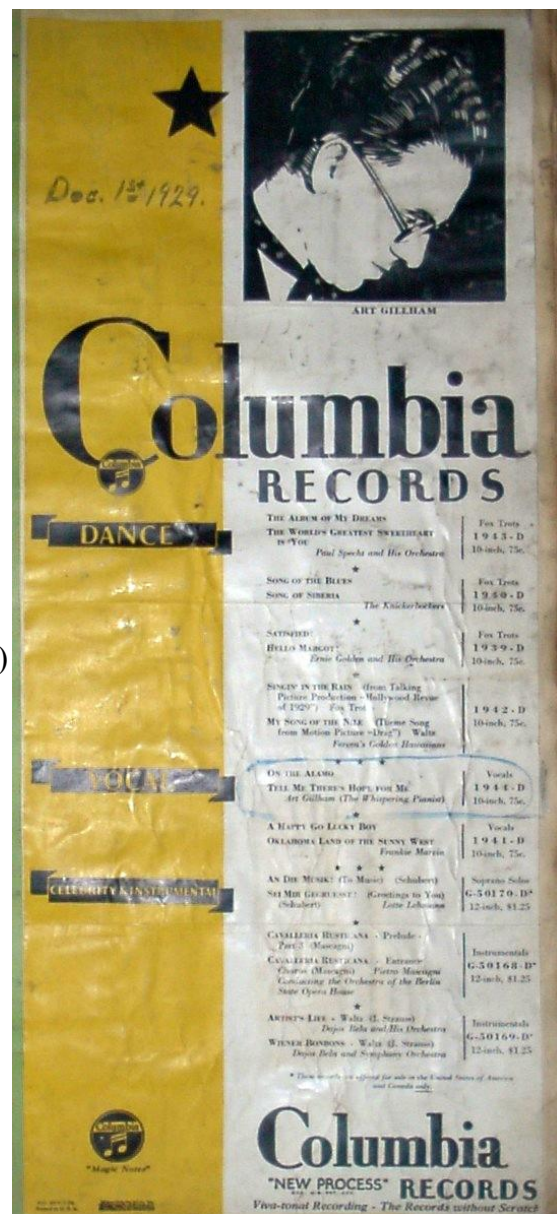 Dec. 1st 1929.
ART GILLHAM
Columbia
RECORDS
Columbia
DANCE
THE ALBUM OF MY DREAMS
THE WORLD'S GREATEST SWEETHEART
IS YOU
Paul Specht and His Orchestra
Fox Trots
1943-D
10-inch, 75c.
SONG OF THE BLUES
SONG OF SIBERIA
The Knickerbockers
Fox Trots
1940-D
10-inch, 75c.
SATISFIED!
HELLO MARGOT!
Ernie Golden and His Orchestra
Fox Trots
1939-D
10-inch, 75c.
SINGIN' IN THE RAIN (from Talking
Picture Production "Hollywood Revue
of 1929") Fox Trot
MY SONG OF THE NILE (Theme Song
from Motion Picture "Drag") Waltz
Ferera's Golden Hawaiians
1942-D
10-inch, 75c.
)
VOCAL
ON THE ALAMO
TELL ME THERE'S HOPE FOR ME
Art Gillham (The Whispering Pianist)
Vocals
1944-D
10-inch, 75c.
A HAPPY GO LUCKY BOY
OKLAHOMA LAND OF THE SUNNY WEST
Frankie Marvin
Vocals
1941-D
10-inch, 75c.
CELEBRITY & INSTRUMENTAL
AN DIE MUSIK! (To Music) (Schubert)
SEI MIR GEGRUESST! (Greetings to You)
(Schubert) Lotte Lehmann
Soprano Solos
G-50170-D*
12-inch, $1.25
CAVALLERIA RUSTICANA - Prelude -
Part 3 (Mascagni)
CAVALLERIA RUSTICANA - Entrance
Chorus (Mascagni) Pietro Mascagni
Conducting the Orchestra of the Berlin
State Opera House
Instrumentals
G-50168-D*
12-inch, $1.25
ARTIST'S LIFE - Waltz (J. Strauss)
Dajos Bela and His Orchestra
WIENER BONBONS - Waltz (J. Strauss)
Dajos Bela and Symphony Orchestra
Instrumentals
G-50169-D*
12-inch, $1.25
* These records are offered for sale in the United States of America
and Canada only.
Columbia
"Magic Notes"
Columbia
"NEW PROCESS" RECORDS
REG. U.S. PAT. OFF.
Viva-tonal Recording - The Records without Scratch